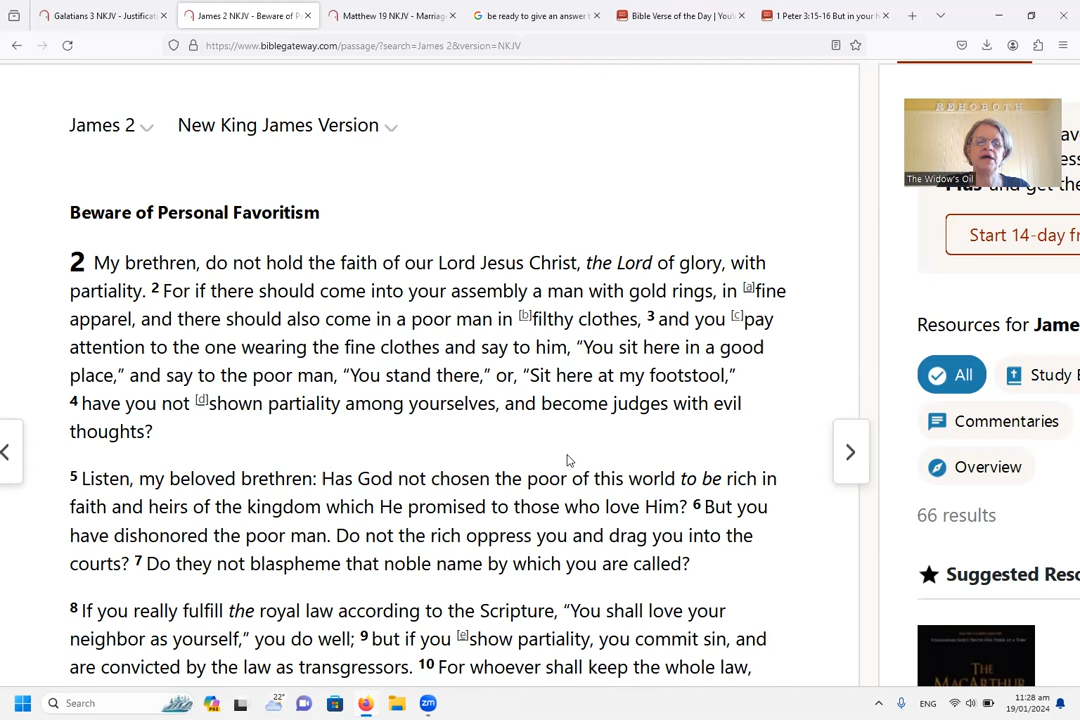 Galatians 3 NKJV - Justificati
James 2 NKJV - Beware of P
Matthew 19 NKJV - Marriag
be ready to give an answer t
Bible Verse of the Day | YouV
1 Peter 3:15-16 But in your h
https://www.biblegateway.com/passage/?search=James 2&version=NKJV
James 2 New King James Version
REHOBOTH
The Widow's Oil
Start 14-day fr
Beware of Personal Favoritism
2 My brethren, do not hold the faith of our Lord Jesus Christ, the Lord of glory, with
partiality. 2 For if there should come into your assembly a man with gold rings, in [a]fine
apparel, and there should also come in a poor man in [b]filthy clothes, 3 and you [c]pay
attention to the one wearing the fine clothes and say to him, “You sit here in a good
place,” and say to the poor man, “You stand there,” or, “Sit here at my footstool,”
4 have you not [d]shown partiality among yourselves, and become judges with evil
thoughts?
5 Listen, my beloved brethren: Has God not chosen the poor of this world to be rich in
faith and heirs of the kingdom which He promised to those who love Him? 6 But you
have dishonored the poor man. Do not the rich oppress you and drag you into the
courts? 7 Do they not blaspheme that noble name by which you are called?
8 If you really fulfill the royal law according to the Scripture, “You shall love your
neighbor as yourself,” you do well; 9 but if you [e]show partiality, you commit sin, and
are convicted by the law as transgressors. 10 For whoever shall keep the whole law,
Resources for Jame
All
Study B
Commentaries
Overview
66 results
Suggested Reso
THE
MACARTHUR
Search
22°
ENG
11:28 am
19/01/2024